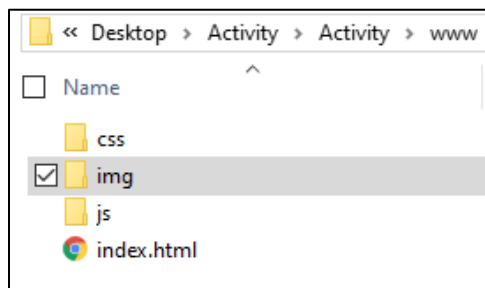 « Desktop > Activity > Activity > www
Name
css
img
js
index.html